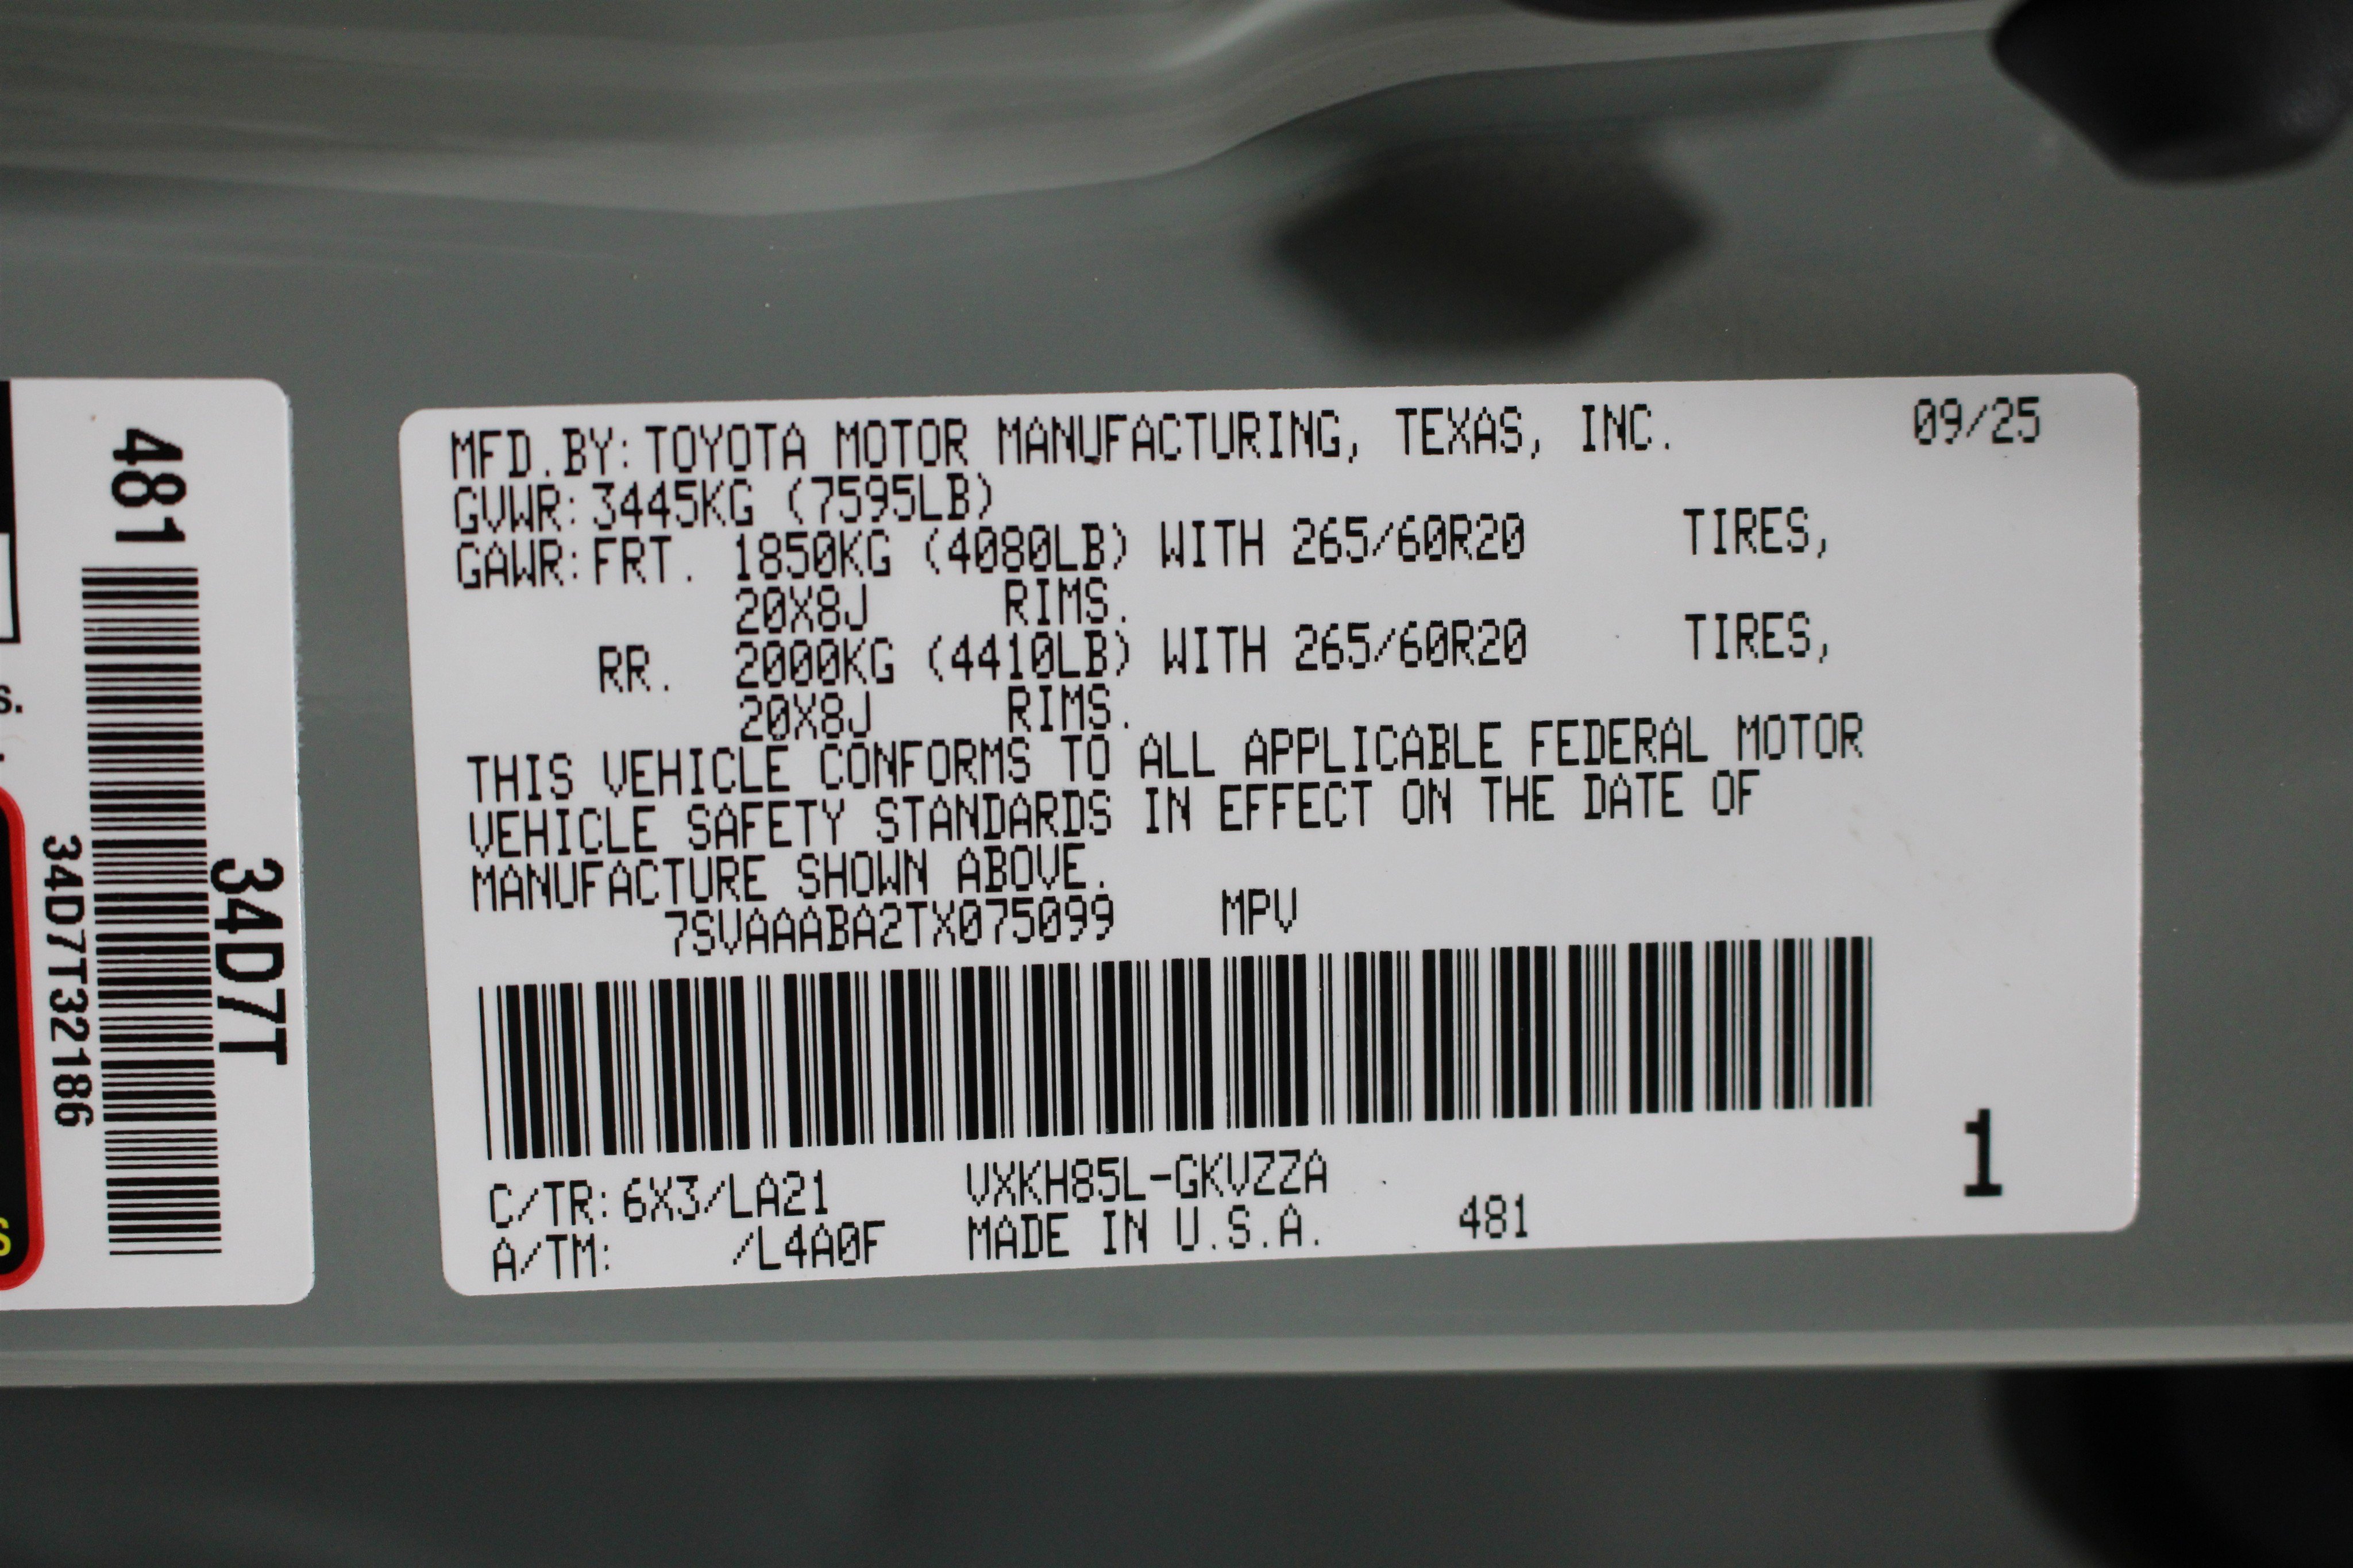 481
34D7T
34D7T32186
s.
S
MFD.BY:TOYOTA MOTOR MANUFACTURING, TEXAS, INC. 09/25
GVWR:3445KG (7595LB)
GAWR:FRT. 1850KG (4080LB) WITH 265/60R20 TIRES,
20X8J RIMS.
RR. 2000KG (4410LB) WITH 265/60R20 TIRES,
20X8J RIMS.
THIS VEHICLE CONFORMS TO ALL APPLICABLE FEDERAL MOTOR
VEHICLE SAFETY STANDARDS IN EFFECT ON THE DATE OF
MANUFACTURE SHOWN ABOVE.
7SVAAABA2TX075099 MPV
C/TR:6X3/LA21 VXKH85L-GKVZZA
A/TM: /L4A0F MADE IN U.S.A. 481
1